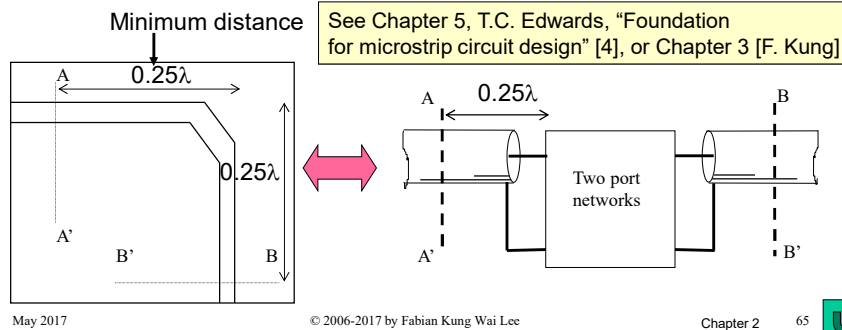 Minimum distance
See Chapter 5, T.C. Edwards, “Foundation
for microstrip circuit design” [4], or Chapter 3 [F. Kung]
A
0.25λ
0.25λ
A’
B’
B
A
0.25λ
B
Two port
networks
A’
B’
May 2017
© 2006-2017 by Fabian Kung Wai Lee
Chapter 2
65